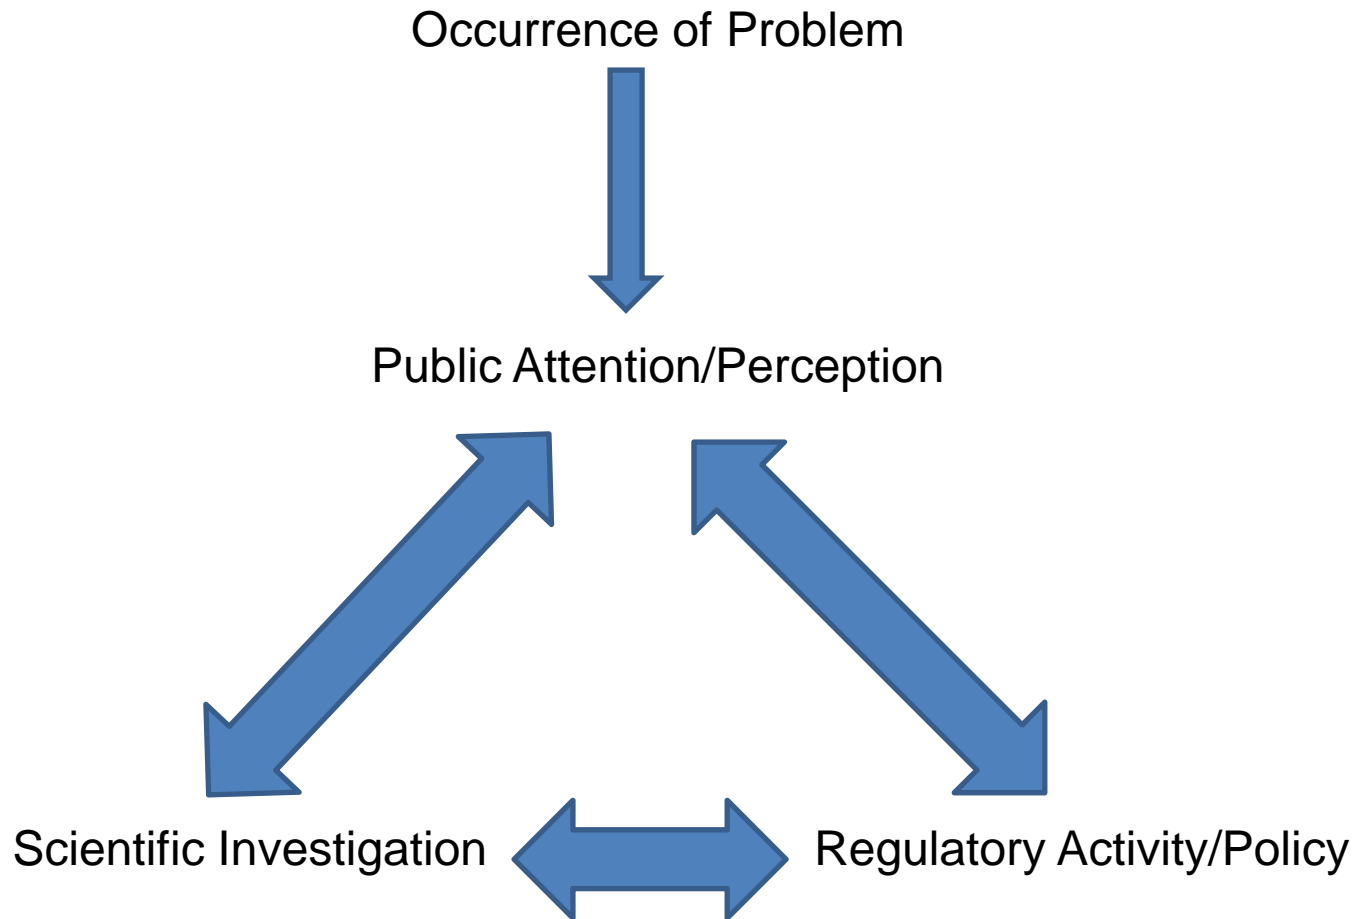 Occurrence of Problem
Public Attention/Perception
Scientific Investigation
Regulatory Activity/Policy